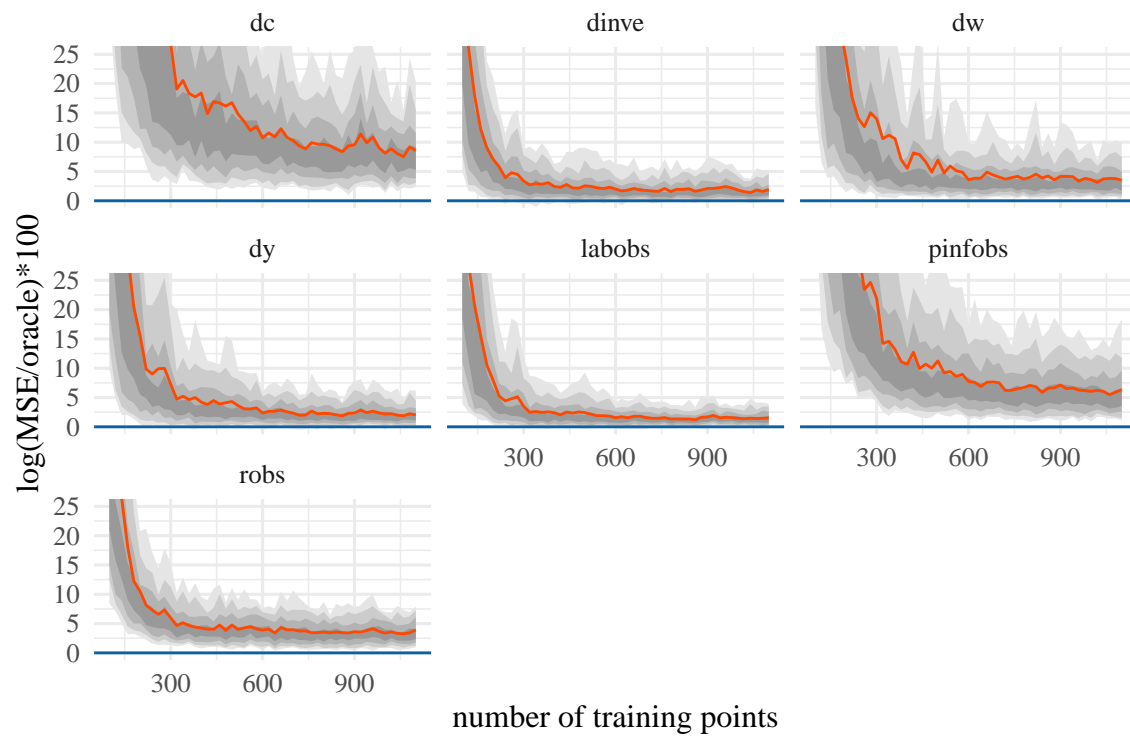 dc dinve dw
25
20
15
10
5
0
dy labobs pinfobs
25
20
15
10
5
0
300 600 900 300 600 900
robs
25
20
15
10
5
0
300 600 900
number of training points
log(MSE/oracle)*100